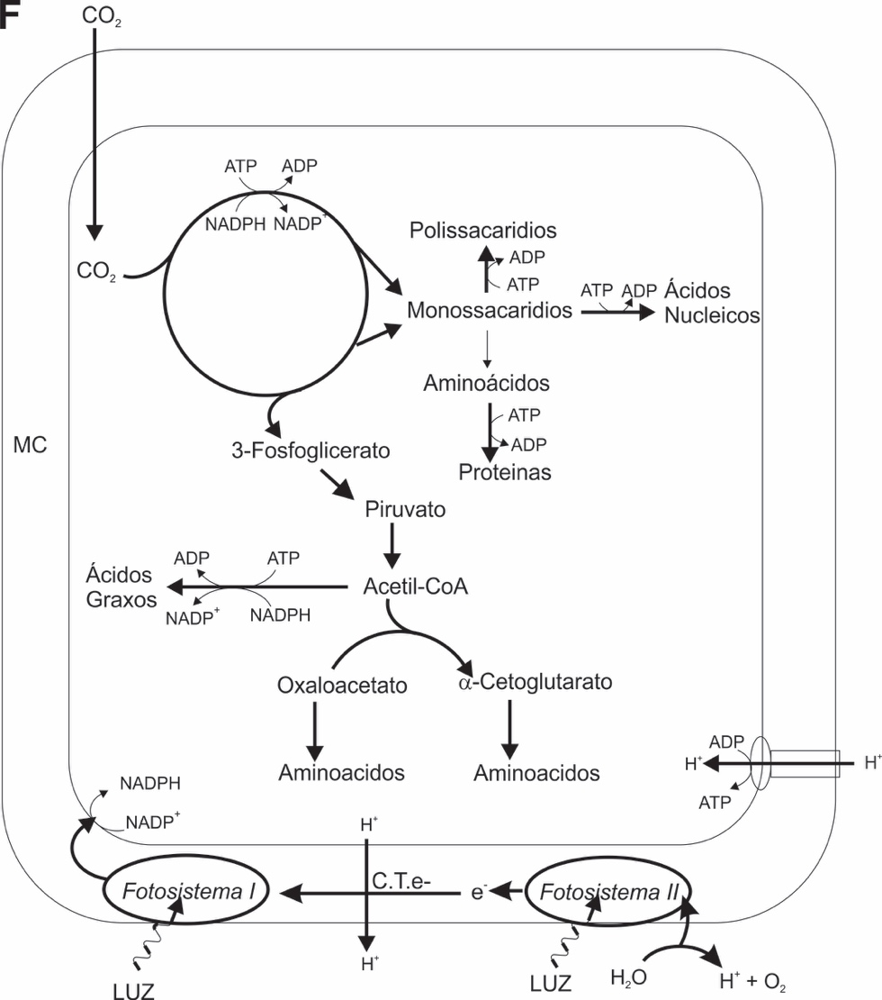 F
CO₂
ATP
ADP
NADPH
NADP⁺
CO₂
Polissacaridios
ADP
ATP
Monossacaridios
ATP
ADP
Ácidos
Nucleicos
Aminoácidos
ATP
ADP
Proteinas
MC
3-Fosfoglicerato
Piruvato
Acetil-CoA
ADP
ATP
Ácidos
Graxos
NADP⁺
NADPH
Oxaloacetato
α-Cetoglutarato
Aminoacidos
Aminoacidos
ADP
H⁺
H⁺
ATP
NADPH
NADP⁺
H⁺
C.T.e-
Fotosistema I
e⁻
Fotosistema II
H⁺
LUZ
LUZ
H₂O
H⁺ + O₂